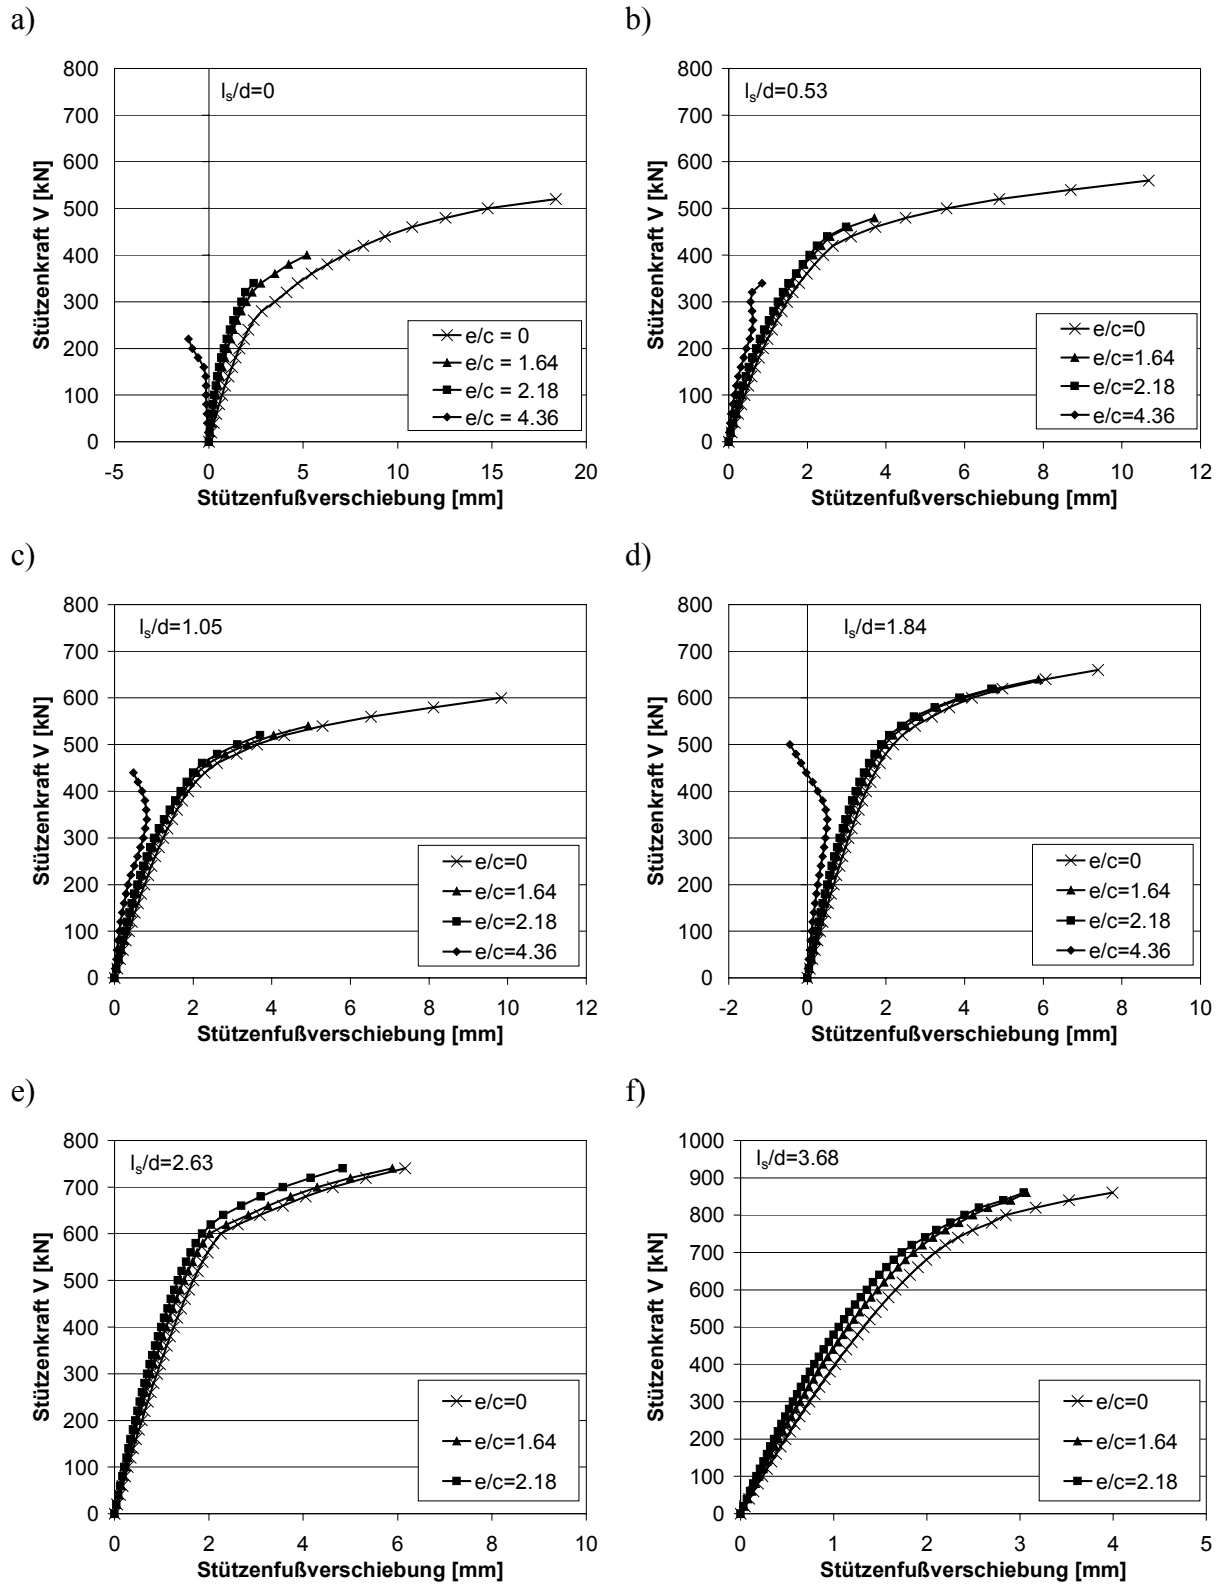 a)
b)
800
700
600
500
400
300
200
100
0
-5
0
5
10
15
20
Stützenkraft V [kN]
Stützenfußverschiebung [mm]
ls/d=0
e/c = 0
e/c = 1.64
e/c = 2.18
e/c = 4.36
800
700
600
500
400
300
200
100
0
0
2
4
6
8
10
12
Stützenkraft V [kN]
Stützenfußverschiebung [mm]
ls/d=0.53
e/c=0
e/c=1.64
e/c=2.18
e/c=4.36
c)
d)
800
700
600
500
400
300
200
100
0
0
2
4
6
8
10
12
Stützenkraft V [kN]
Stützenfußverschiebung [mm]
ls/d=1.05
e/c=0
e/c=1.64
e/c=2.18
e/c=4.36
800
700
600
500
400
300
200
100
0
-2
0
2
4
6
8
10
Stützenkraft V [kN]
Stützenfußverschiebung [mm]
ls/d=1.84
e/c=0
e/c=1.64
e/c=2.18
e/c=4.36
e)
f)
800
700
600
500
400
300
200
100
0
0
2
4
6
8
10
Stützenkraft V [kN]
Stützenfußverschiebung [mm]
ls/d=2.63
e/c=0
e/c=1.64
e/c=2.18
1000
900
800
700
600
500
400
300
200
100
0
0
1
2
3
4
5
Stützenkraft V [kN]
Stützenfußverschiebung [mm]
ls/d=3.68
e/c=0
e/c=1.64
e/c=2.18